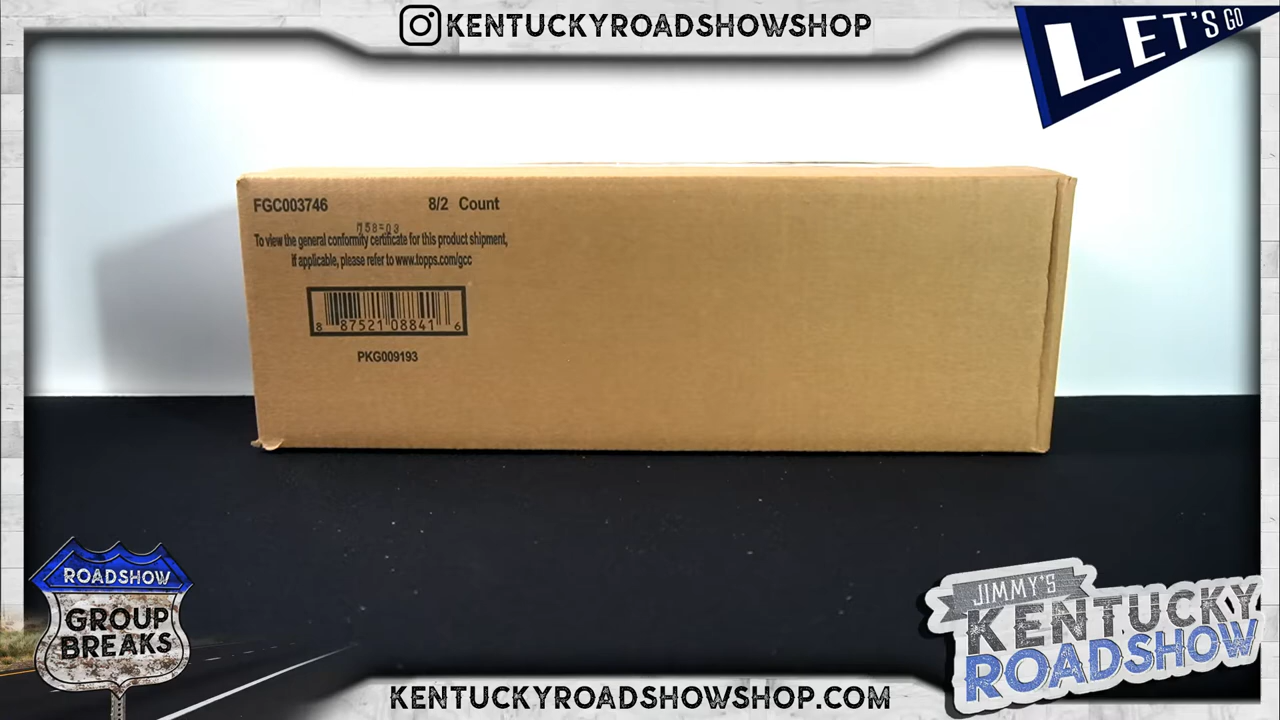 KENTUCKYROADSHOWSHOP
LET'S GO
FGC003746 8/2 Count
To view the general conformity certificate for this product shipment,
if applicable, please refer to www.topps.com/gcc
8 87521 08841 6
PKG009193
ROADSHOW
GROUP
BREAKS
JIMMY'S
KENTUCKY
ROADSHOW
KENTUCKYROADSHOWSHOP.COM